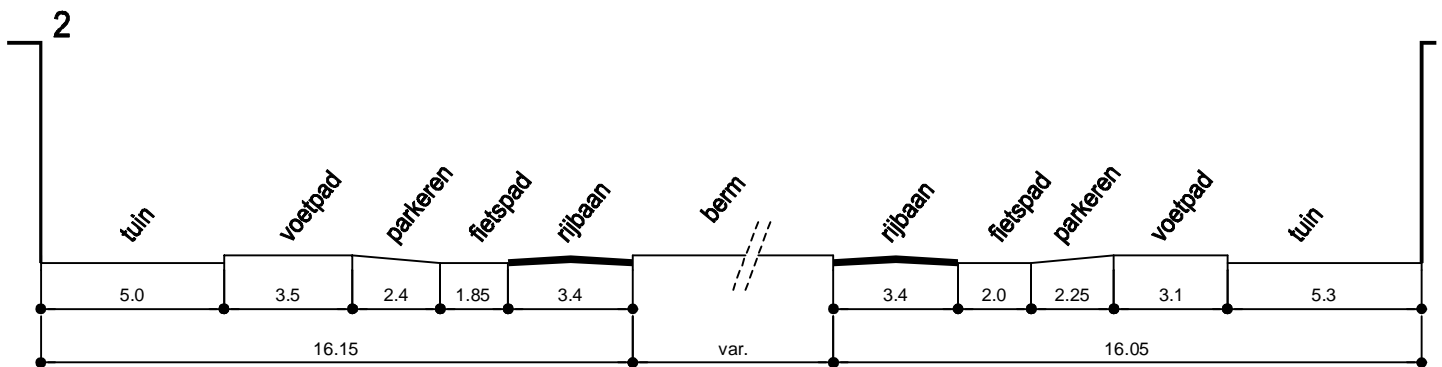 2
tuin voetpad parkeren fietspad rijbaan berm rijbaan fietspad parkeren voetpad tuin
5.0 3.5 2.4 1.85 3.4 3.4 2.0 2.25 3.1 5.3
16.15 var. 16.05